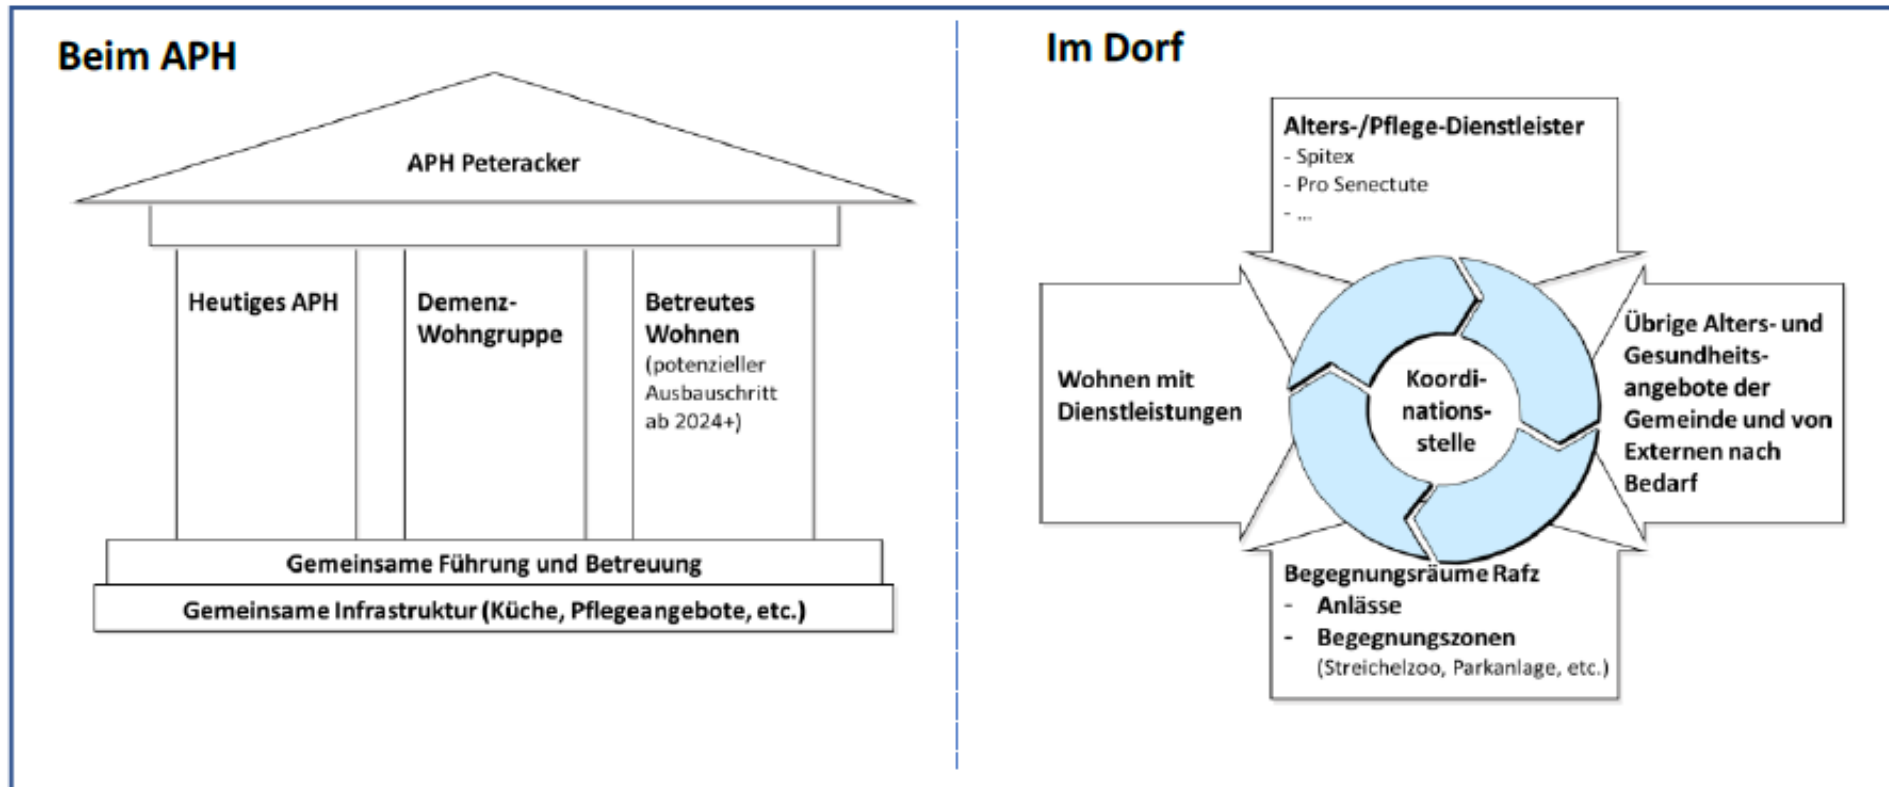 Beim APH
APH Peteracker
Heutiges APH
Demenz-
Wohngruppe
Betreutes
Wohnen
(potenzieller
Ausbauschritt
ab 2024+)
Gemeinsame Führung und Betreuung
Gemeinsame Infrastruktur (Küche, Pflegeangebote, etc.)
Im Dorf
Alters-/Pflege-Dienstleister
- Spitex
- Pro Senectute
- ...
Wohnen mit
Dienstleistungen
Koordi-
nations-
stelle
Übrige Alters- und
Gesundheits-
angebote der
Gemeinde und von
Externen nach
Bedarf
Begegnungsräume Rafz
- Anlässe
- Begegnungszonen
(Streichelzoo, Parkanlage, etc.)